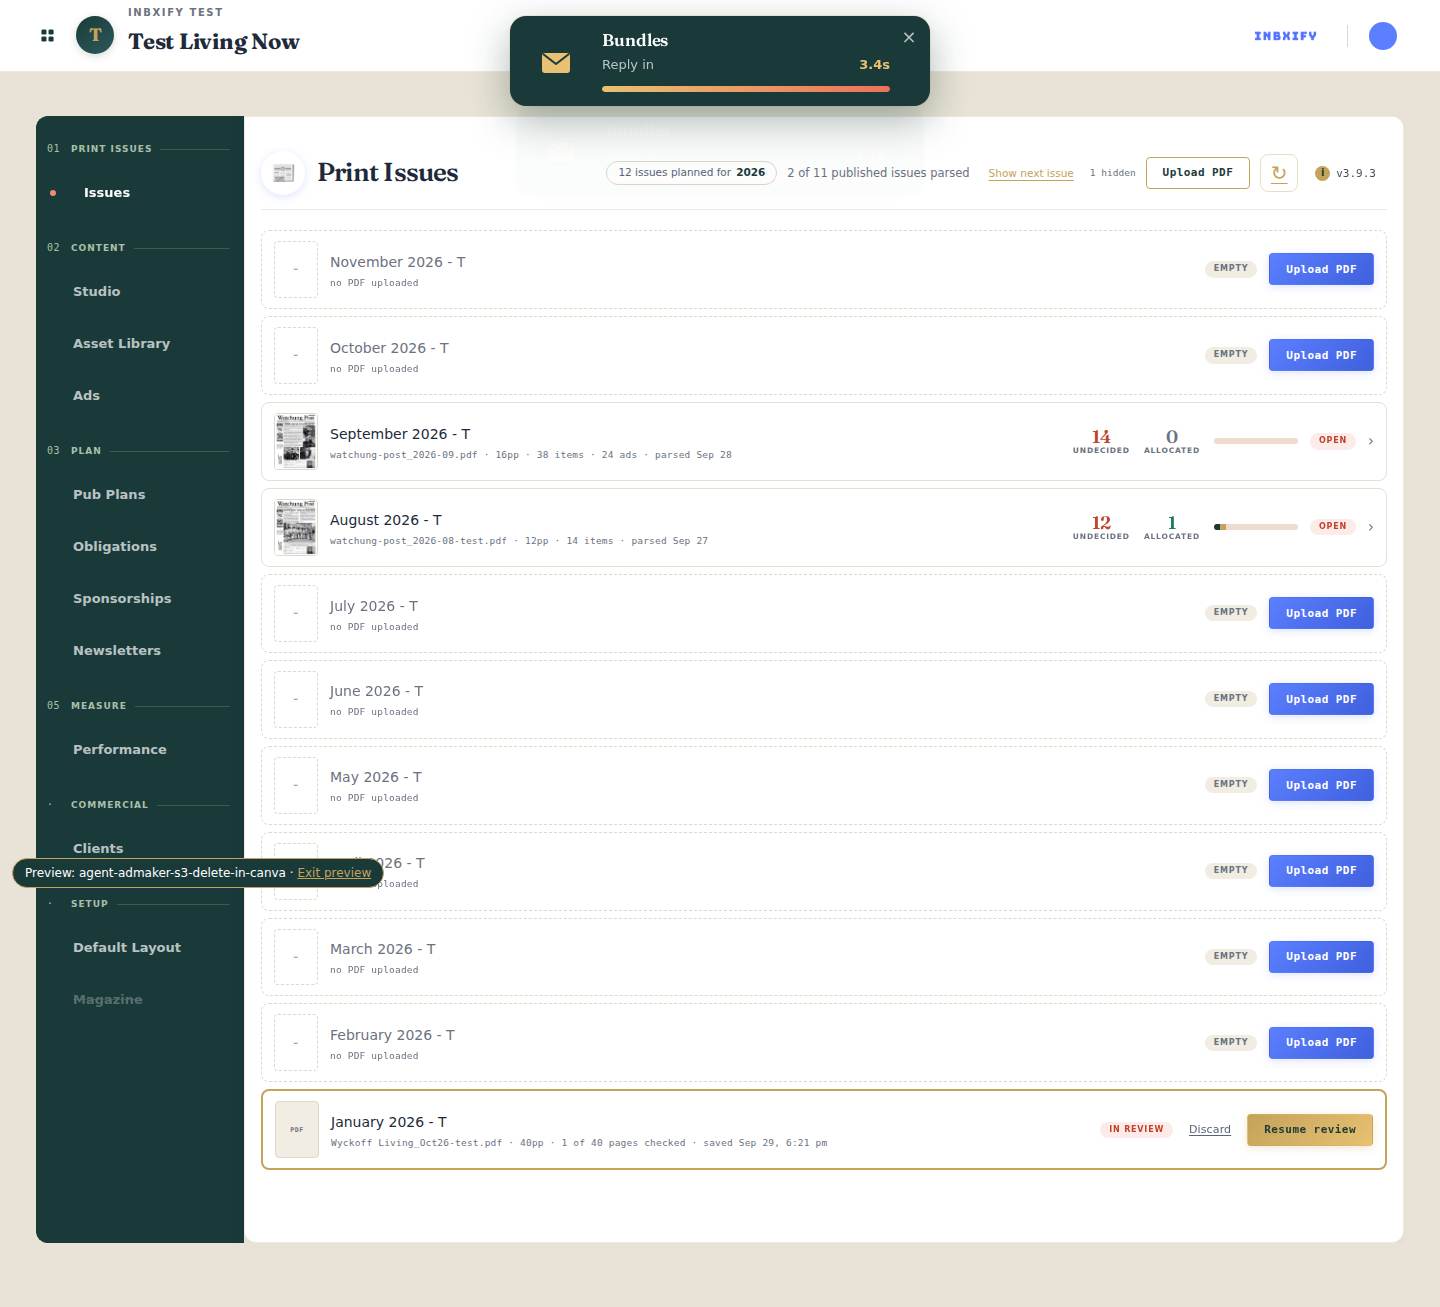 INBXIFY TEST
T
Test Living Now
Bundles
×
Reply in
3.4s
INBXIFY
01 PRINT ISSUES
Issues
02 CONTENT
Studio
Asset Library
Ads
03 PLAN
Pub Plans
Obligations
Sponsorships
Newsletters
05 MEASURE
Performance
· COMMERCIAL
Clients
Preview: agent-admaker-s3-delete-in-canva · Exit preview
· SETUP
Default Layout
Magazine
Print Issues
12 issues planned for 2026
2 of 11 published issues parsed
Show next issue
1 hidden
Upload PDF
↻
i v3.9.3
-
November 2026 - T
no PDF uploaded
EMPTY
Upload PDF
-
October 2026 - T
no PDF uploaded
EMPTY
Upload PDF
Watchung Post
September 2026 - T
watchung-post_2026-09.pdf · 16pp · 38 items · 24 ads · parsed Sep 28
14 UNDECIDED
0 ALLOCATED
OPEN
›
Watchung Post
August 2026 - T
watchung-post_2026-08-test.pdf · 12pp · 14 items · parsed Sep 27
12 UNDECIDED
1 ALLOCATED
OPEN
›
-
July 2026 - T
no PDF uploaded
EMPTY
Upload PDF
-
June 2026 - T
no PDF uploaded
EMPTY
Upload PDF
-
May 2026 - T
no PDF uploaded
EMPTY
Upload PDF
026 - T
ploaded
EMPTY
Upload PDF
-
March 2026 - T
no PDF uploaded
EMPTY
Upload PDF
-
February 2026 - T
no PDF uploaded
EMPTY
Upload PDF
PDF
January 2026 - T
Wyckoff Living_Oct26-test.pdf · 40pp · 1 of 40 pages checked · saved Sep 29, 6:21 pm
IN REVIEW
Discard
Resume review